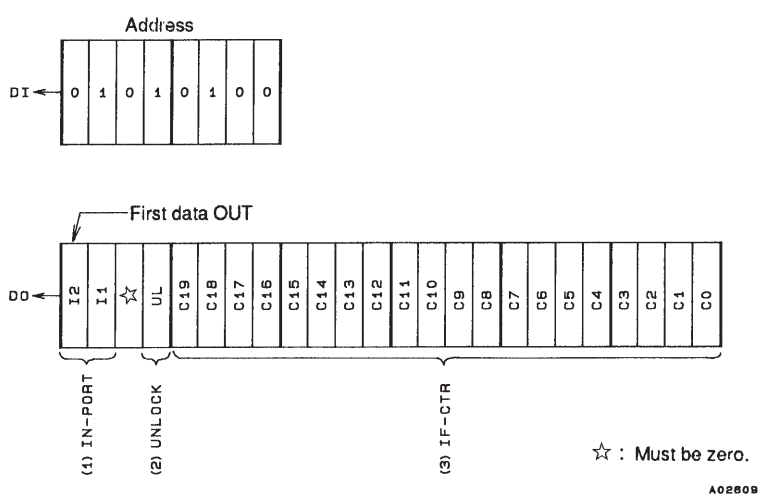 Address
DI 0 1 0 1 0 1 0 0
First data OUT
DO I2 I1 ☆ UL C19 C18 C17 C16 C15 C14 C13 C12 C11 C10 C9 C8 C7 C6 C5 C4 C3 C2 C1 C0
(1) IN-PORT
(2) UNLOCK
(3) IF-CTR
☆ : Must be zero.
A02609